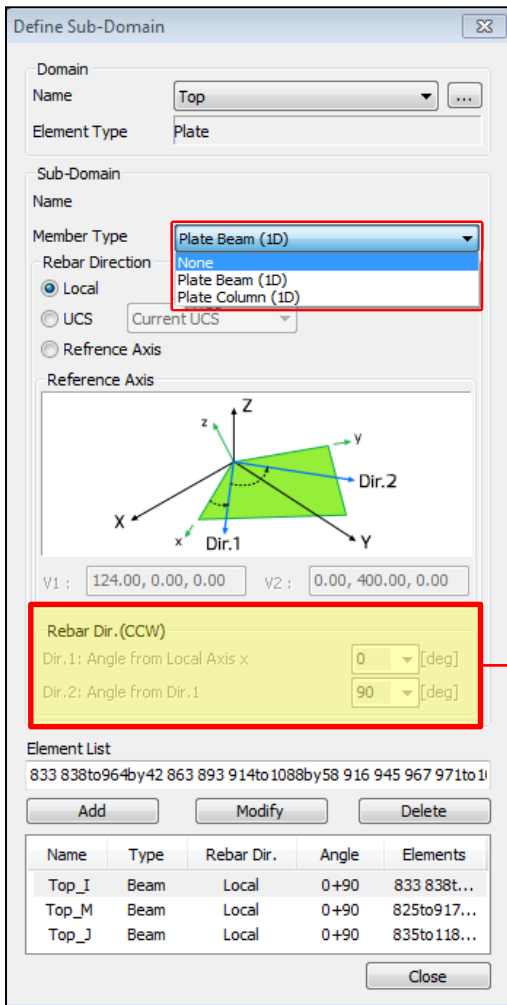 Define Sub-Domain
Domain
Name Top ...
Element Type Plate
Sub-Domain
Name
Member Type Plate Beam (1D)
Rebar Direction None
Local Plate Beam (1D)
Plate Column (1D)
UCS Current UCS
Refrence Axis
Reference Axis
Z
z
y
Dir.2
X
x Dir.1 Y
V1 : 124.00, 0.00, 0.00 V2 : 0.00, 400.00, 0.00
Rebar Dir.(CCW)
Dir.1: Angle from Local Axis x 0 [deg]
Dir.2: Angle from Dir.1 90 [deg]
Element List
833 838to964by42 863 893 914to1088by58 916 945 967 971to1
Add Modify Delete
Name Type Rebar Dir. Angle Elements
Top_I Beam Local 0+90 833 838t...
Top_M Beam Local 0+90 825to917...
Top_J Beam Local 0+90 835to118...
Close